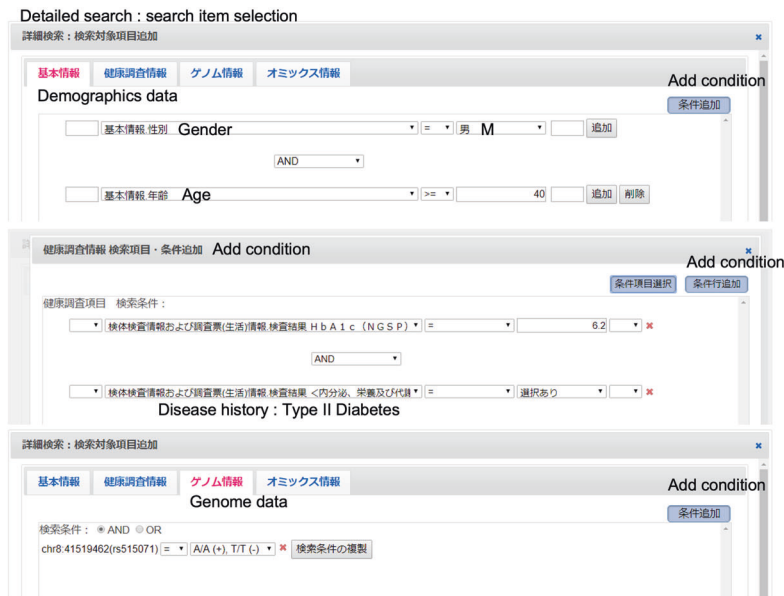 Detailed search : search item selection
詳細検索：検索対象項目追加 ×
基本情報 健康調査情報 ゲノム情報 オミックス情報
Demographics data
Add condition
条件追加
基本情報 性別 Gender = 男 M 追加
AND
基本情報 年齢 Age >= 40 追加 削除
健康調査情報 検索項目・条件追加 Add condition ×
Add condition
条件項目選択 条件行追加
健康調査項目 検索条件：
検体検査情報および調査票(生活)情報.検査結果 ＨｂＡ１ｃ（ＮＧＳＰ） = 6.2 ×
AND
検体検査情報および調査票(生活)情報.検査結果 <内分泌、栄養及び代謝 = 選択あり ×
Disease history : Type II Diabetes
詳細検索：検索対象項目追加 ×
基本情報 健康調査情報 ゲノム情報 オミックス情報
Genome data
Add condition
条件追加
検索条件： AND OR
chr8:41519462(rs515071) = A/A (+), T/T (-) × 検索条件の複製